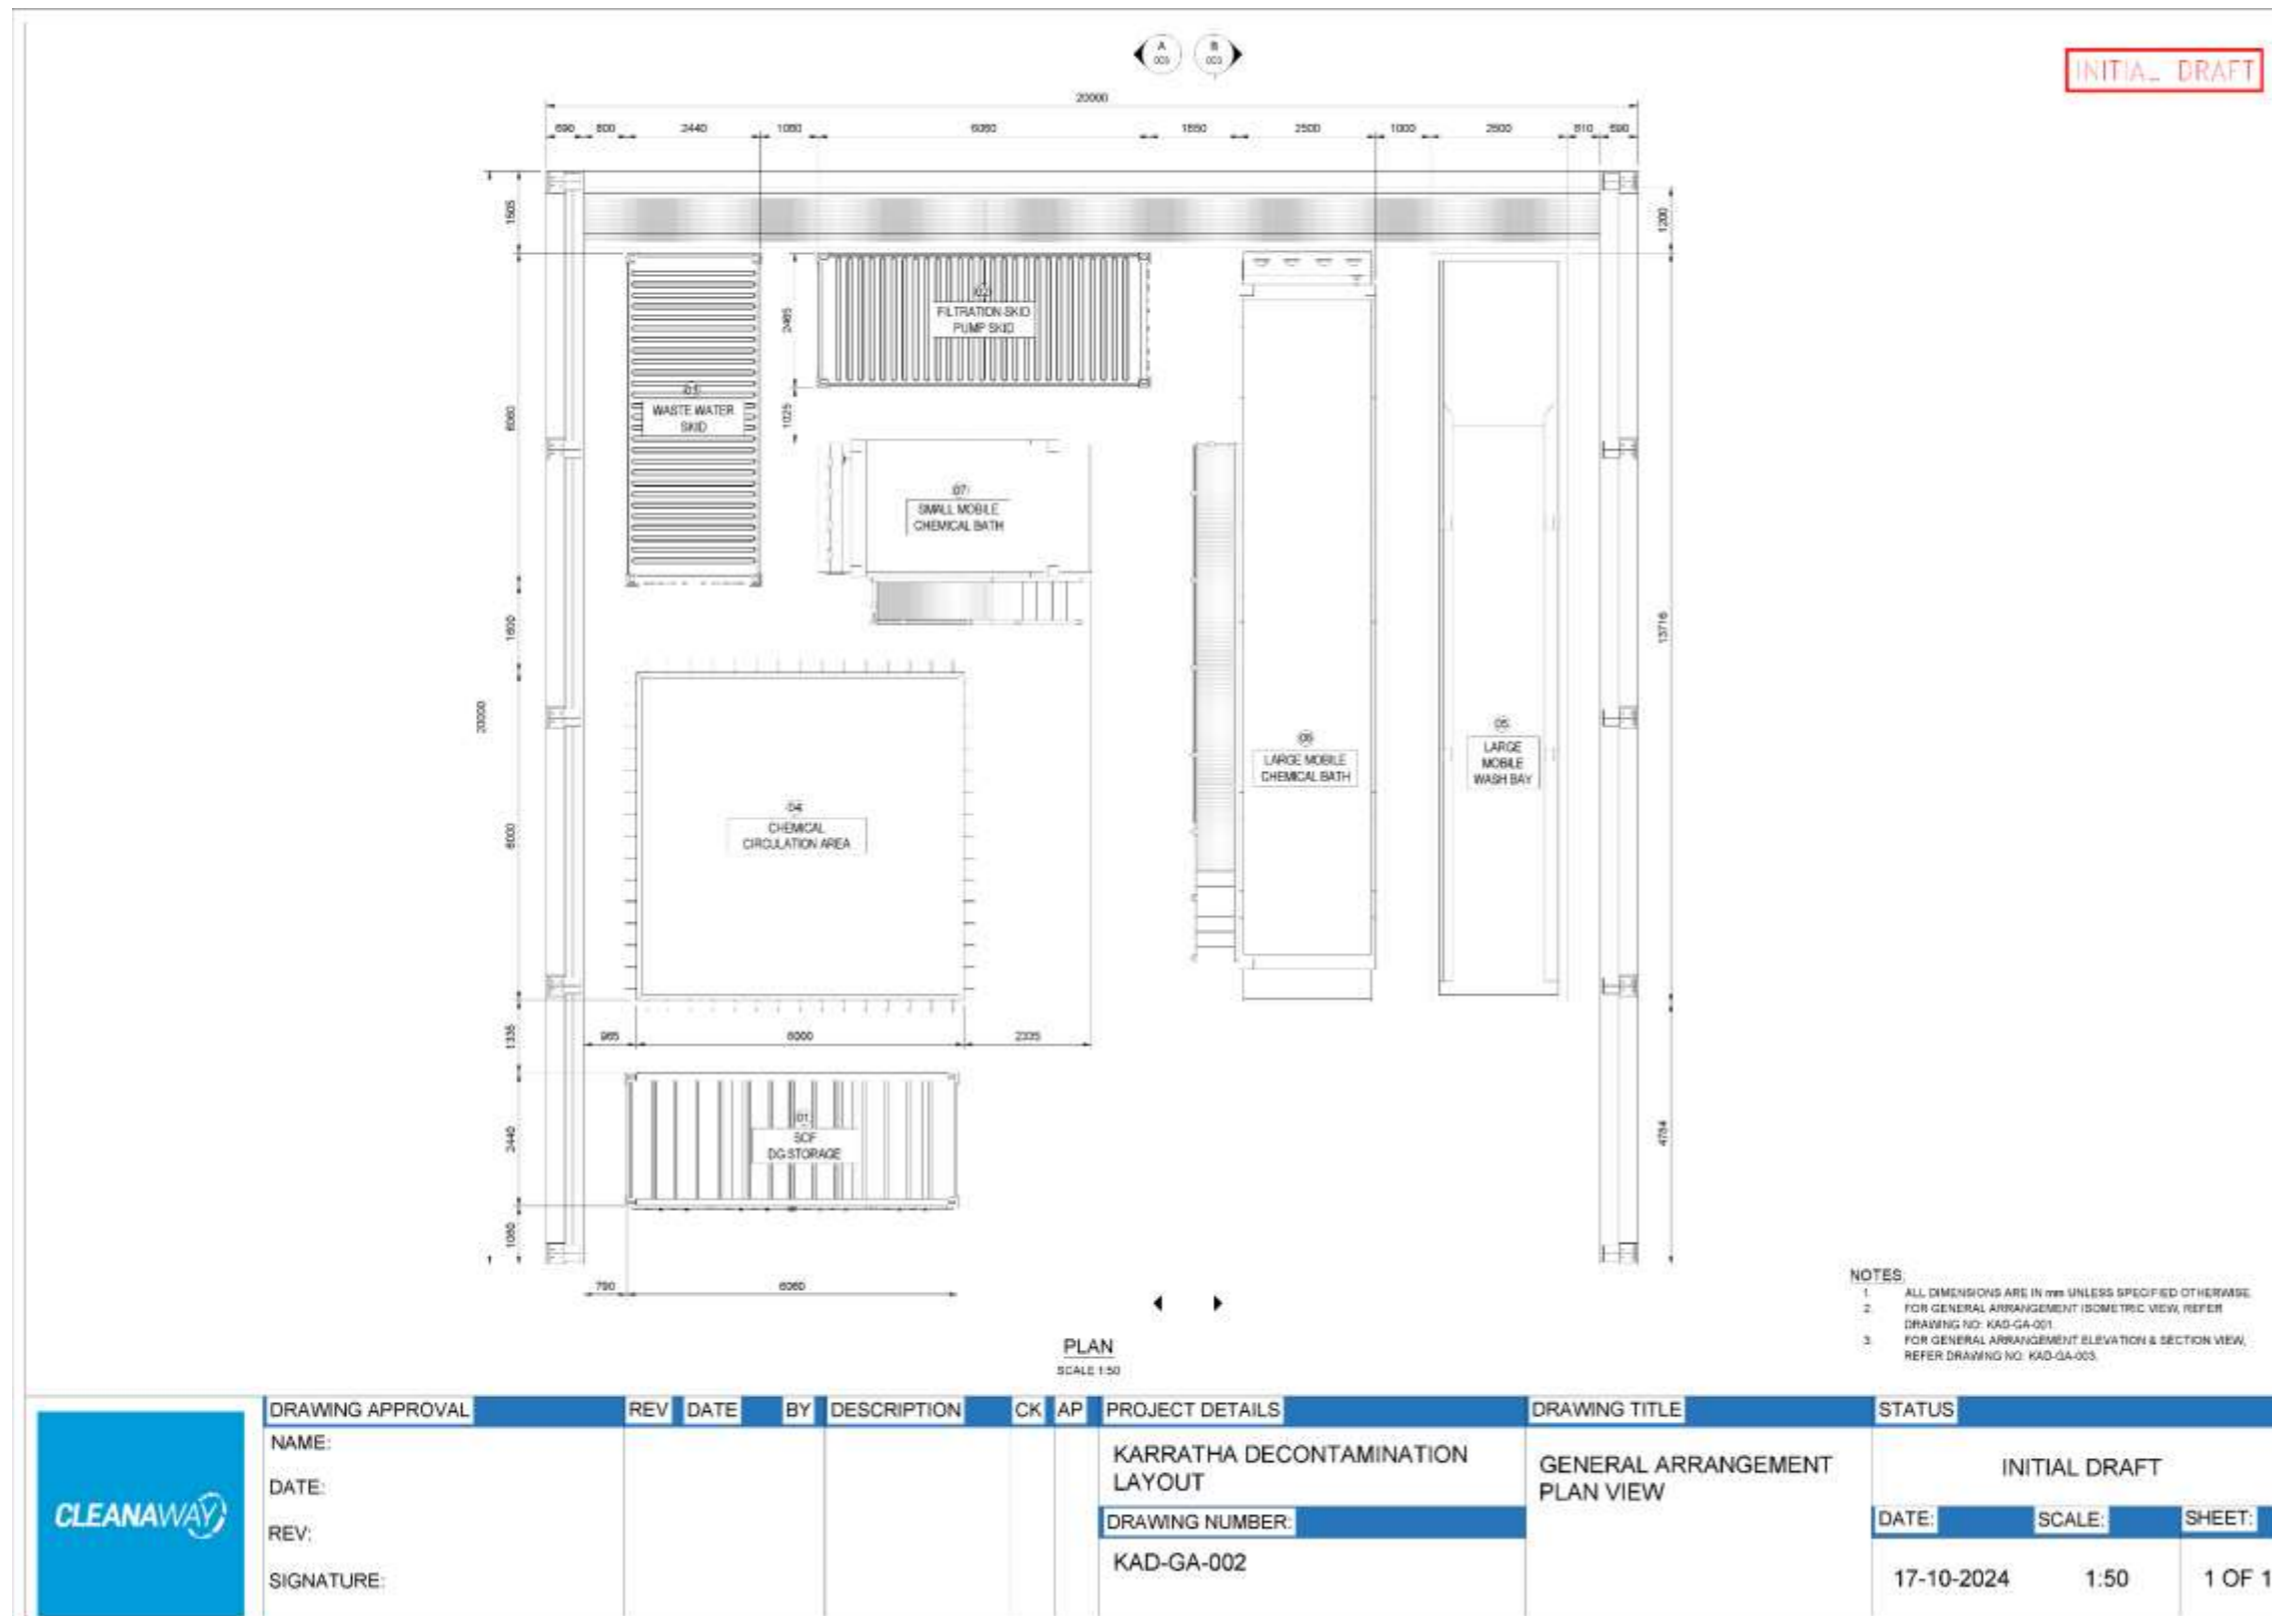 A
003
B
003
INITIAL DRAFT
20000
690
800
2440
1060
6060
1550
2500
1000
2500
810
690
1505
1200
2465
FILTRATION SKID
PUMP SKID
1025
6060
WASTE WATER
SKID
07
SMALL MOBILE
CHEMICAL BATH
1600
13716
20000
LARGE MOBILE
CHEMICAL BATH
05
LARGE
MOBILE
WASH BAY
04
CHEMICAL
CIRCULATION AREA
6000
1335
965
6000
2335
01
SCF
DG STORAGE
2440
4784
1060
790
6060
PLAN
SCALE 1:50
NOTES:
1. ALL DIMENSIONS ARE IN mm UNLESS SPECIFIED OTHERWISE.
2. FOR GENERAL ARRANGEMENT ISOMETRIC VIEW, REFER
DRAWING NO: KAD-GA-001.
3. FOR GENERAL ARRANGEMENT ELEVATION & SECTION VIEW,
REFER DRAWING NO: KAD-GA-003.
CLEANAWAY
DRAWING APPROVAL
NAME:
DATE:
REV:
SIGNATURE:
REV DATE BY DESCRIPTION CK AP
PROJECT DETAILS
KARRATHA DECONTAMINATION
LAYOUT
DRAWING NUMBER:
KAD-GA-002
DRAWING TITLE
GENERAL ARRANGEMENT
PLAN VIEW
STATUS
INITIAL DRAFT
DATE: SCALE: SHEET:
17-10-2024 1:50 1 OF 1